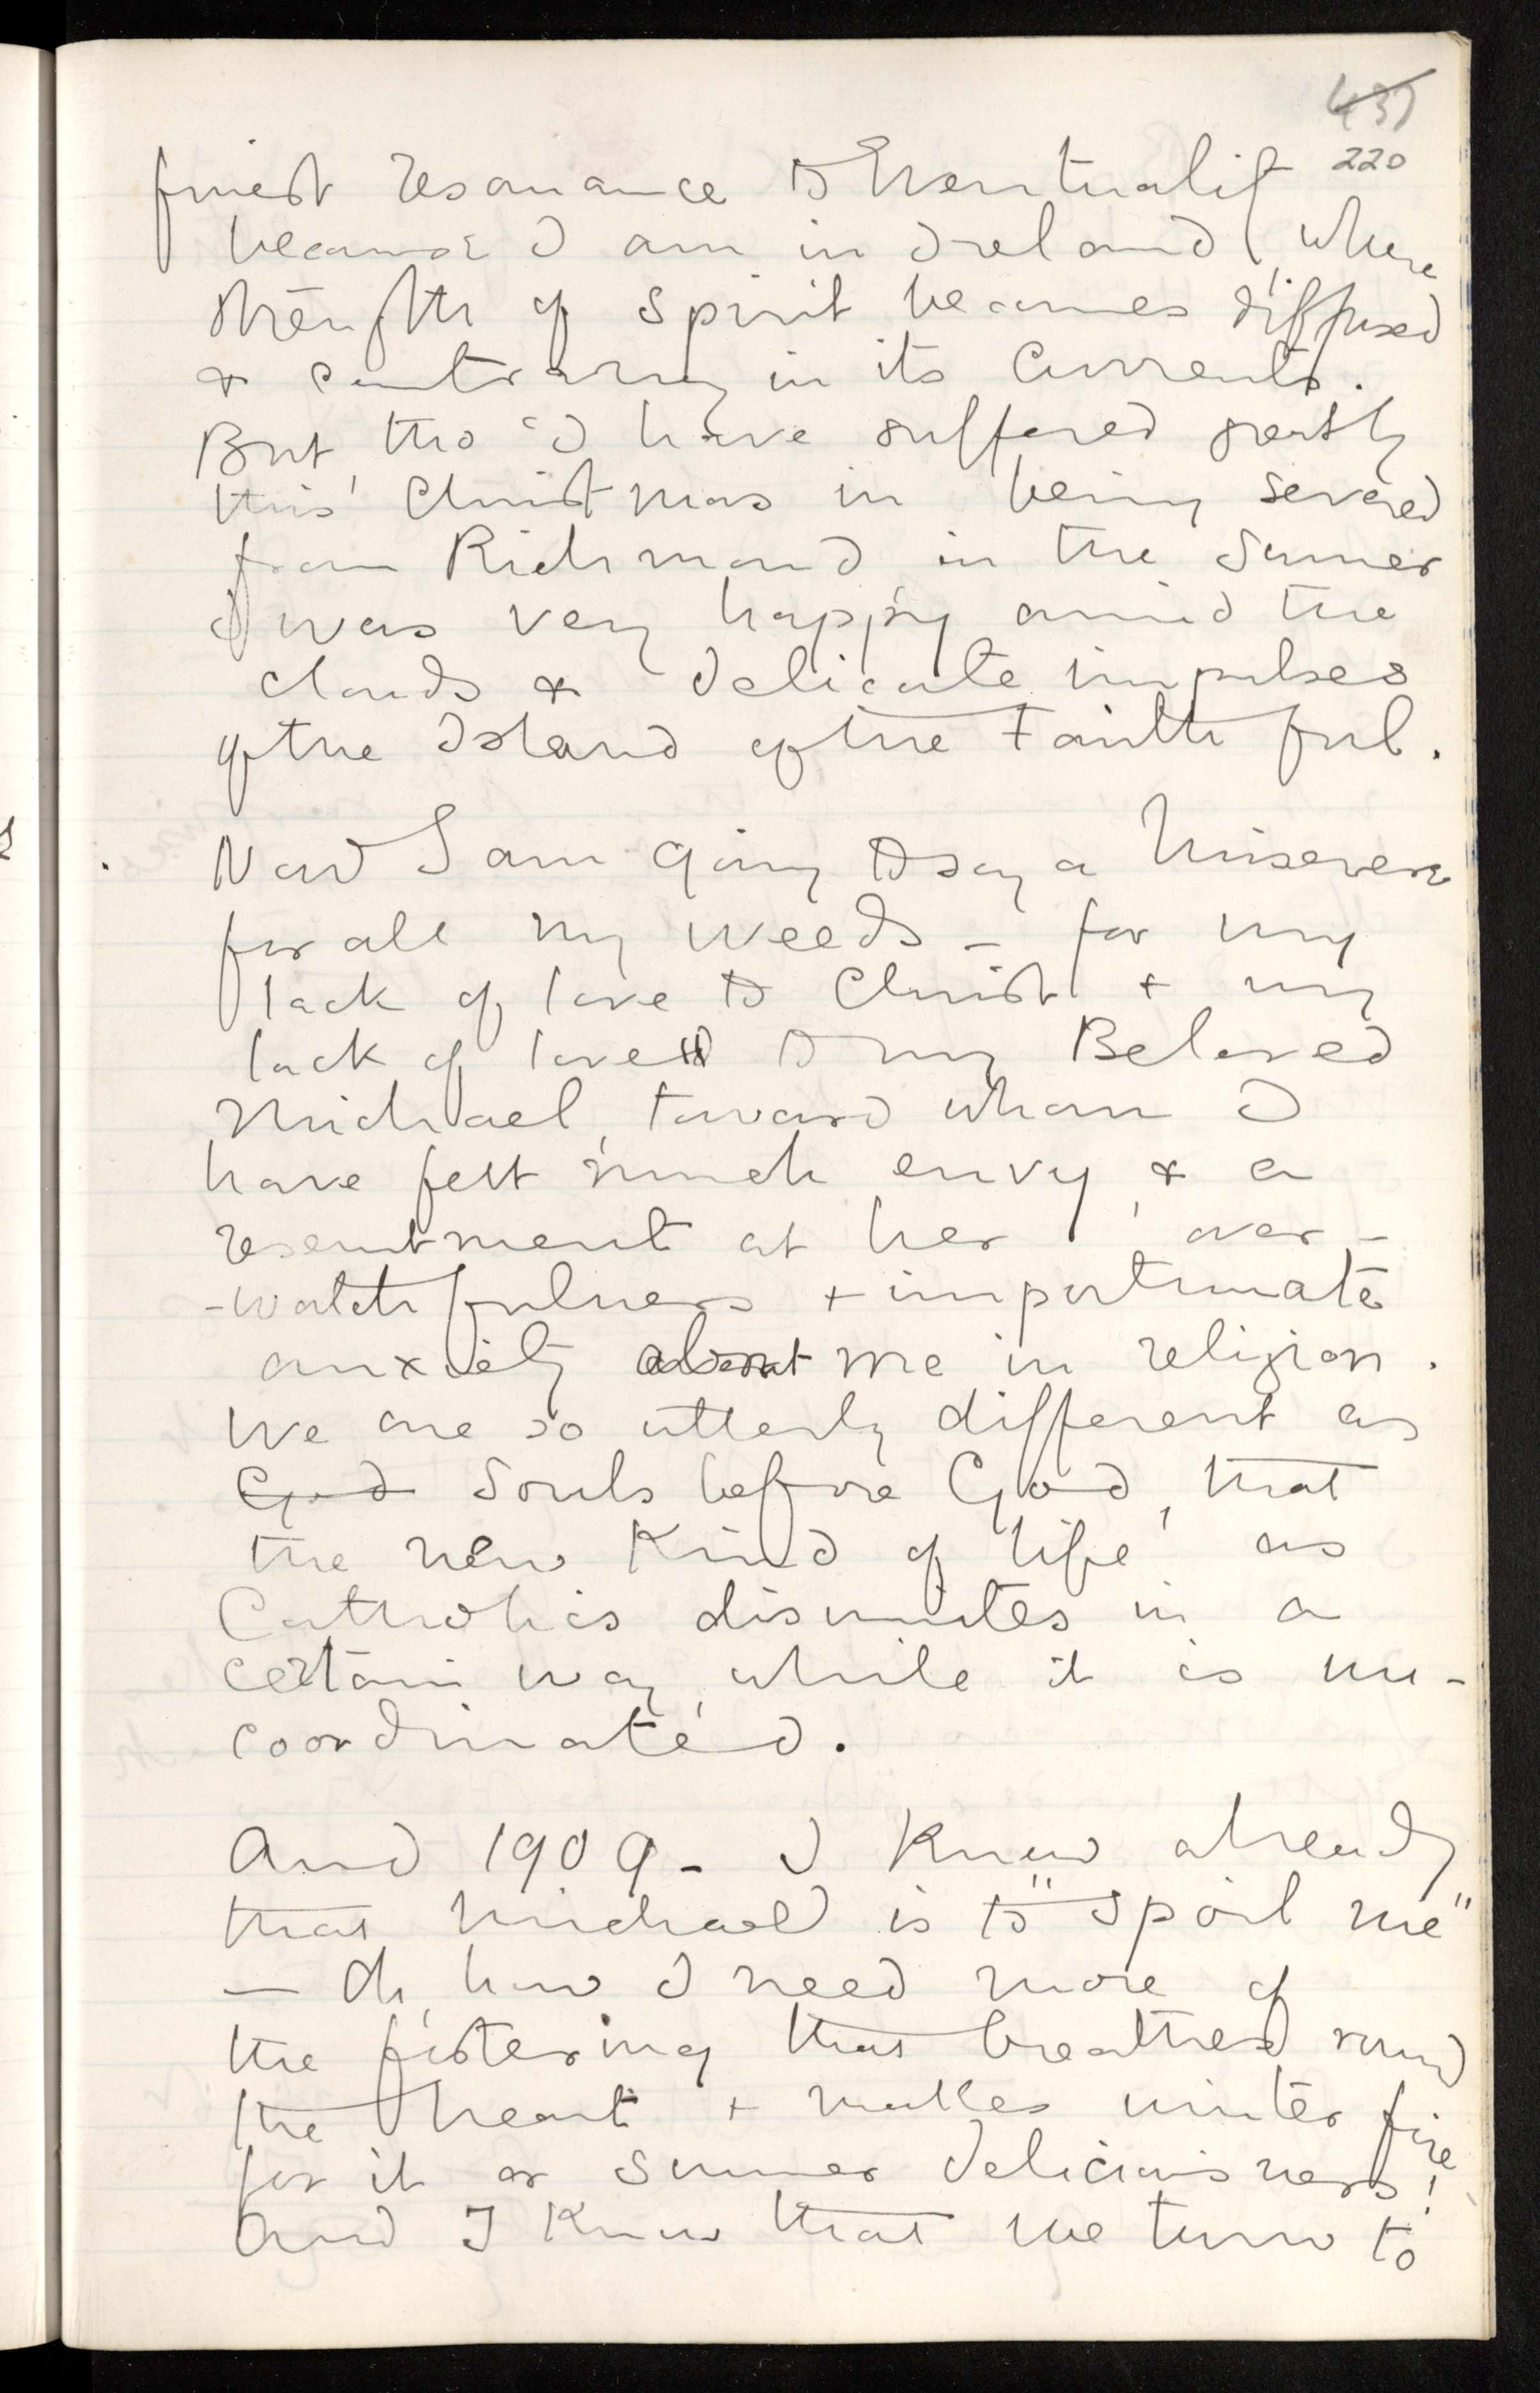 437
220
finest resonance to Eventualit
because I am in Ireland, where
strength of spirit becomes diffused
& contrary in its currents.
But, tho' I have suffered greatly
this Christmas in being severed
from Richmond, in the Summer
I was very happy amid the
clouds & delicate impulses
of the Island of the Faithful.
Now I am going to say a Miserere
for all my weeds – for my
lack of love to Christ & my
lack of love to my Beloved
Michael, toward whom I
have felt much envy, & a
resentment at her over-
-watchfulness & importunate
anxiety about me in religion.
We are so utterly different as
God Souls before God, that
the new Kind of life as
Catholics disunites in a
certain way, while it is un-
coordinated.
And 1909 – I know already
that Michael is to "spoil me"
– Oh, how I need more of
the fostering that breathes round
the heart & makes winter fire
for it or Summer deliciousness!
And I know that we turn to